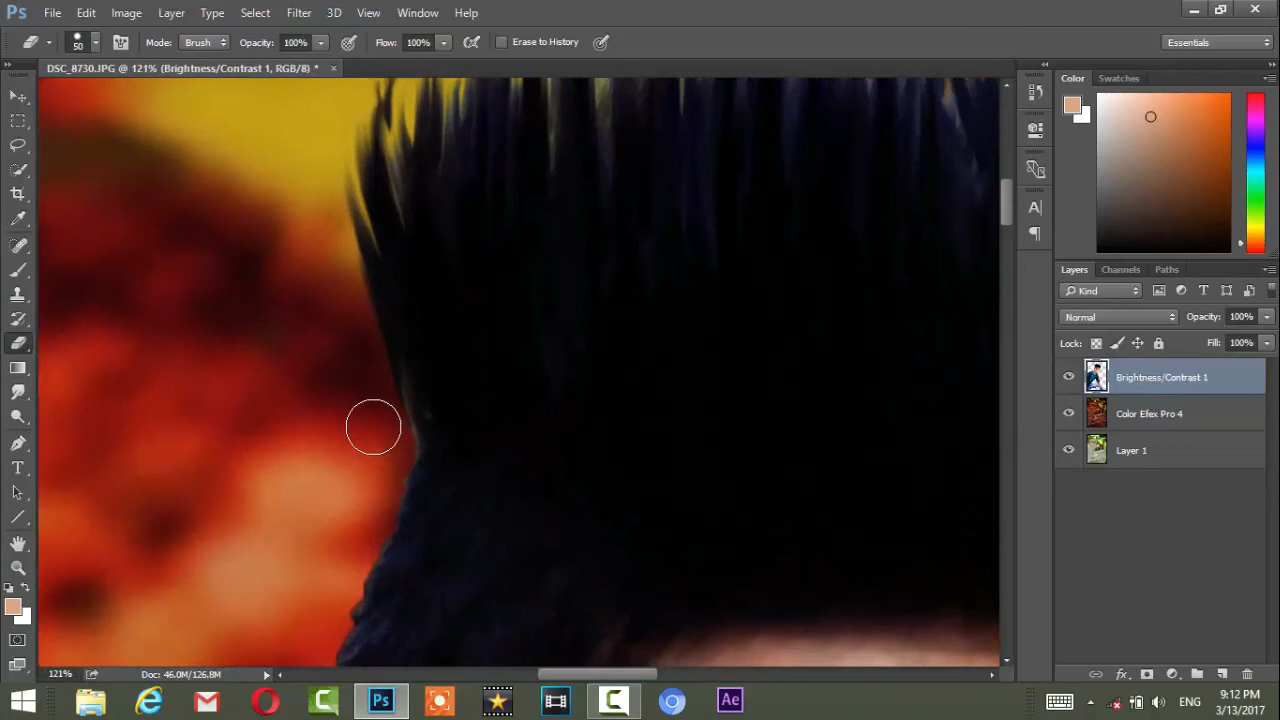 Ps File Edit Image Layer Type Select Filter 3D View Window Help
50 Mode: Brush Opacity: 100% Flow: 100% Erase to History Essentials
DSC_8730.JPG @ 121% (Brightness/Contrast 1, RGB/8) *
Color Swatches
Layers Channels Paths
Kind
Normal Opacity: 100%
Lock: Fill: 100%
Brightness/Contrast 1
Color Efex Pro 4
Layer 1
121% Doc: 46.0M/126.8M
ENG 9:12 PM
3/13/2017